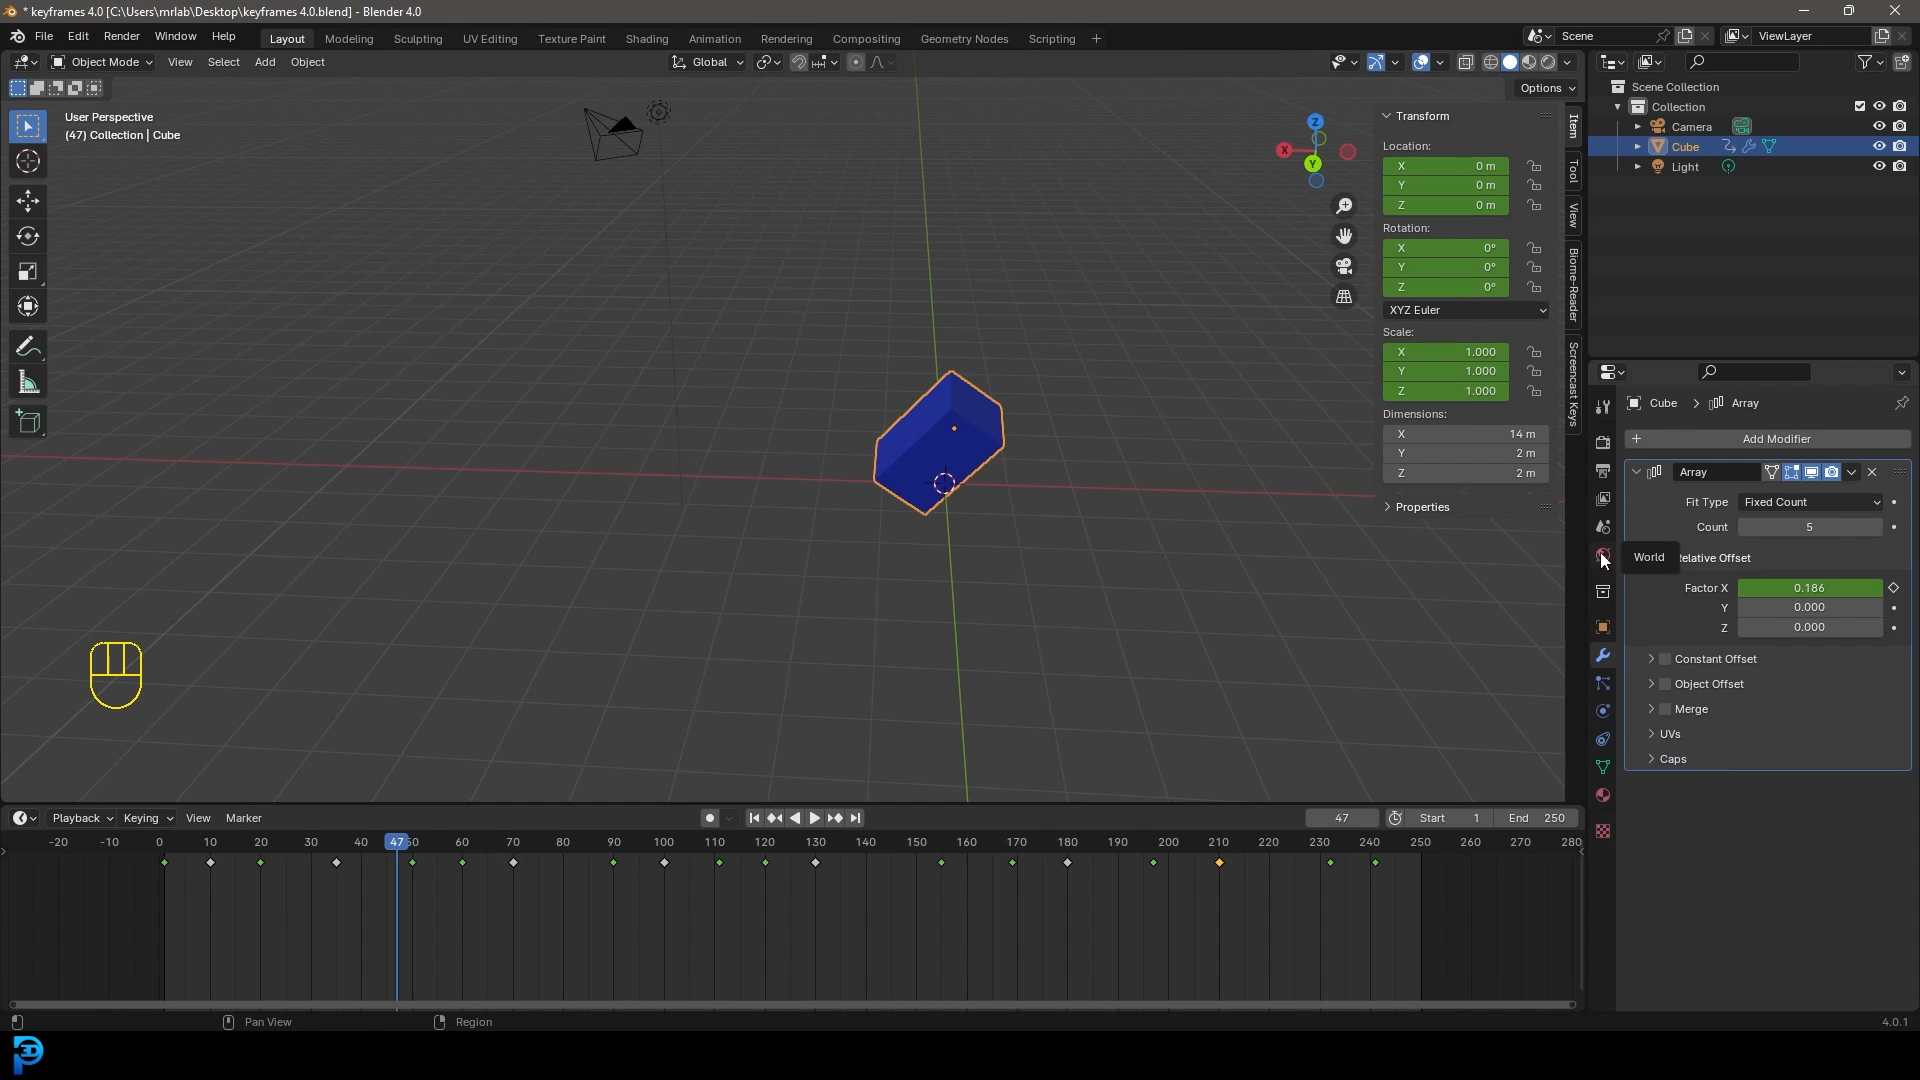 * keyframes 4.0 [C:\Users\mrlab\Desktop\keyframes 4.0.blend] - Blender 4.0
File Edit Render Window Help Layout Modeling Sculpting UV Editing Texture Paint Shading Animation Rendering Compositing Geometry Nodes Scripting + Scene ViewLayer
Object Mode View Select Add Object Global
Options
User Perspective
(47) Collection | Cube
Z
X
Y
Transform
Location:
X 0 m
Y 0 m
Z 0 m
Rotation:
X 0°
Y 0°
Z 0°
XYZ Euler
Scale:
X 1.000
Y 1.000
Z 1.000
Dimensions:
X 14 m
Y 2 m
Z 2 m
Properties
Item
Tool
View
Biome-Reader
Screencast Keys
Scene Collection
Collection
Camera
Cube
Light
Cube > Array
+ Add Modifier
Array
Fit Type Fixed Count
Count 5
World
elative Offset
Factor X 0.186
Y 0.000
Z 0.000
Constant Offset
Object Offset
Merge
UVs
Caps
Playback Keying View Marker 47 Start 1 End 250
-20 -10 0 10 20 30 40 47 50 60 70 80 90 100 110 120 130 140 150 160 170 180 190 200 210 220 230 240 250 260 270 280
Pan View Region 4.0.1